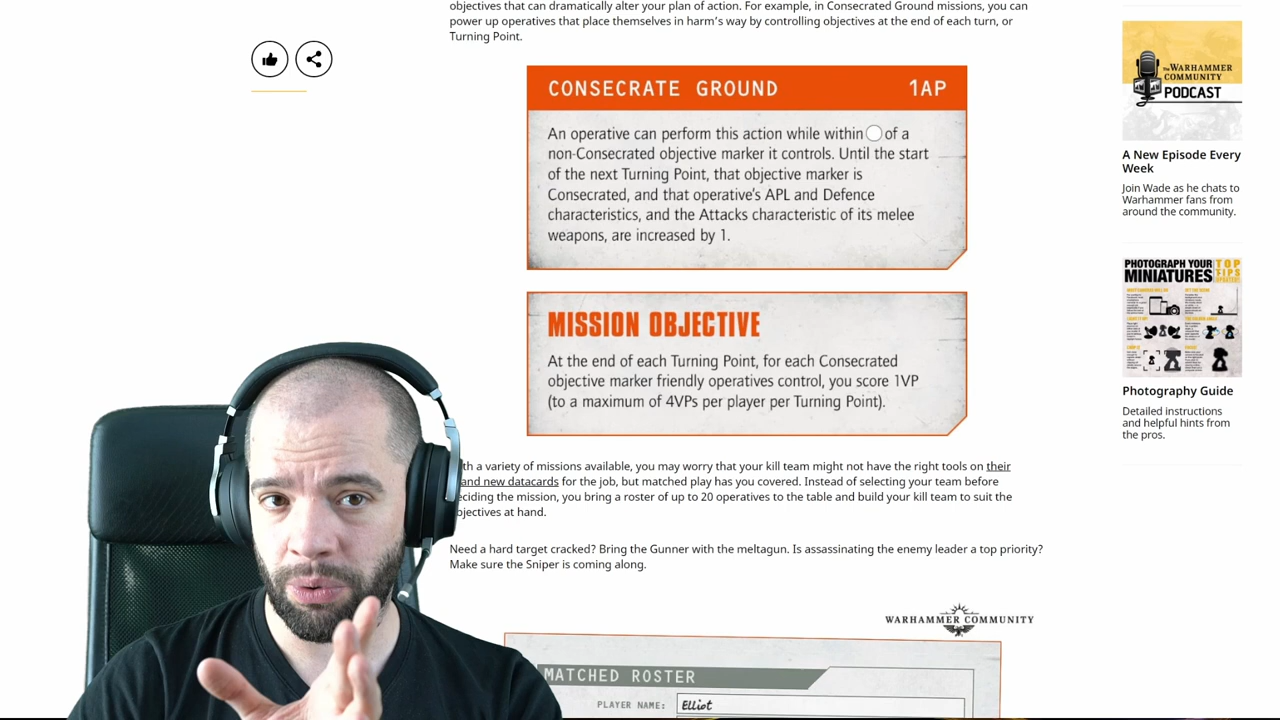 objectives that can dramatically alter your plan of action. For example, in Consecrated Ground missions, you can
power up operatives that place themselves in harm's way by controlling objectives at the end of each turn, or
Turning Point.
CONSECRATE GROUND 1AP
An operative can perform this action while within of a
non-Consecrated objective marker it controls. Until the start
of the next Turning Point, that objective marker is
Consecrated, and that operative's APL and Defence
characteristics, and the Attacks characteristic of its melee
weapons, are increased by 1.
MISSION OBJECTIVE
At the end of each Turning Point, for each Consecrated
objective marker friendly operatives control, you score 1VP
(to a maximum of 4VPs per player per Turning Point).
th a variety of missions available, you may worry that your kill team might not have the right tools on their
and new datacards for the job, but matched play has you covered. Instead of selecting your team before
eciding the mission, you bring a roster of up to 20 operatives to the table and build your kill team to suit the
bjectives at hand.
Need a hard target cracked? Bring the Gunner with the meltagun. Is assassinating the enemy leader a top priority?
Make sure the Sniper is coming along.
WARHAMMER COMMUNITY
MATCHED ROSTER
PLAYER NAME: Elliot
The WARHAMMER
COMMUNITY
PODCAST
A New Episode Every
Week
Join Wade as he chats to
Warhammer fans from
around the community.
PHOTOGRAPH YOUR
MINIATURES
TOP
TIPS
Photography Guide
Detailed instructions
and helpful hints from
the pros.